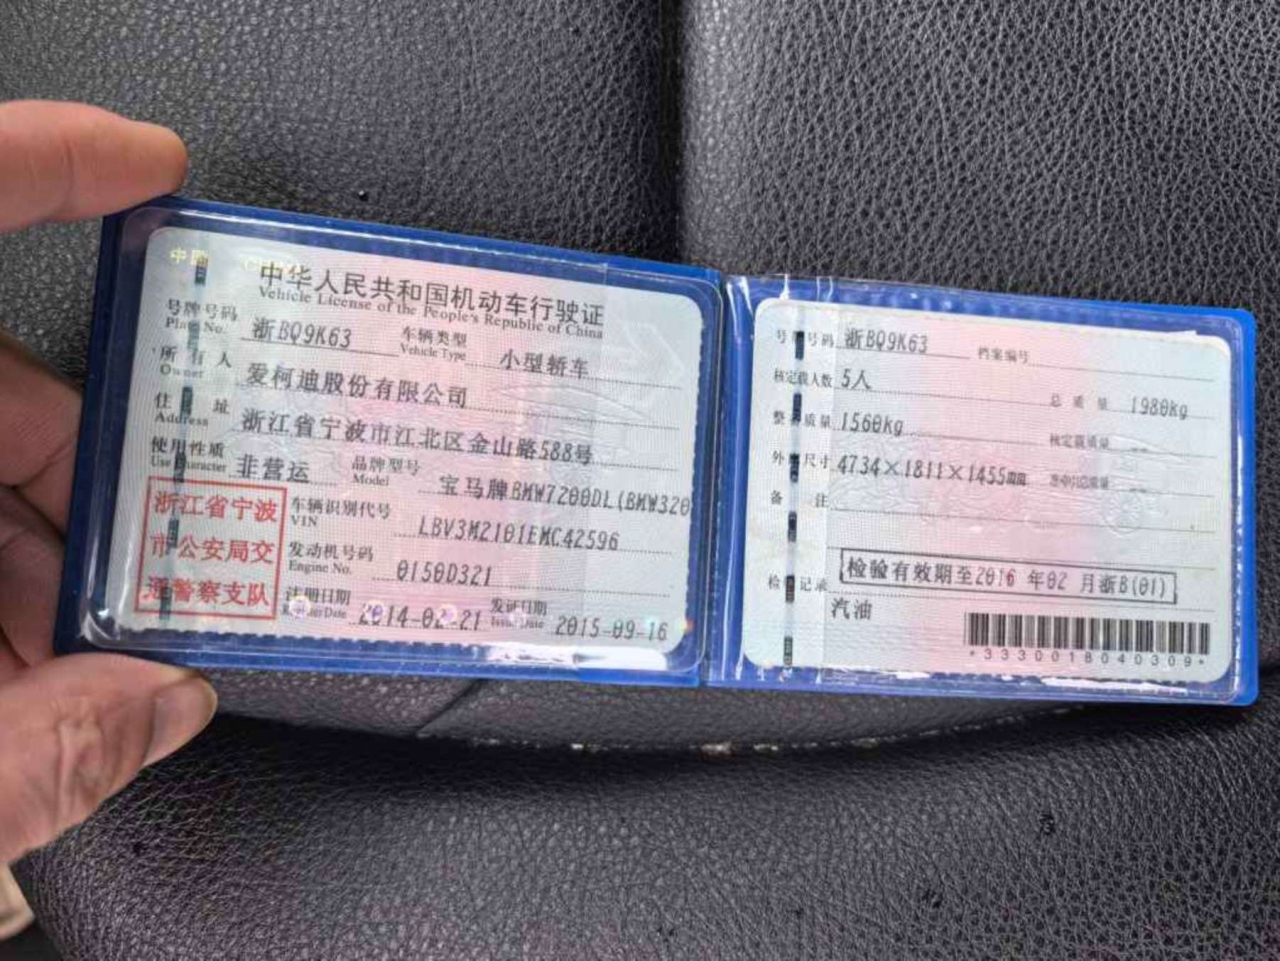 中华人民共和国机动车行驶证
Vehicle License of the People's Republic of China
号牌号码 浙BQ9K63 车辆类型 小型轿车
Plate No. Vehicle Type
所有人 爱柯迪股份有限公司
Owner
住址 浙江省宁波市江北区金山路588号
Address
使用性质 非营运 品牌型号 宝马牌BMW7200DL(BMW320
Use Character Model
浙江省宁波
市公安局交
通警察支队
车辆识别代号 LBV3M2101EMC42596
VIN
发动机号码 0150D321
Engine No.
注册日期 2014-02-21 发证日期 2015-09-16
Register Date Issue Date
号牌号码 浙BQ9K63 档案编号
核定载人数 5人 总质量 1980kg
整备质量 1560kg 核定载质量 --
外廓尺寸 4734×1811×1455mm 准牵引总质量 --
备注
检验记录 检验有效期至2016年02月浙B(01)
汽油
*3330018040309*